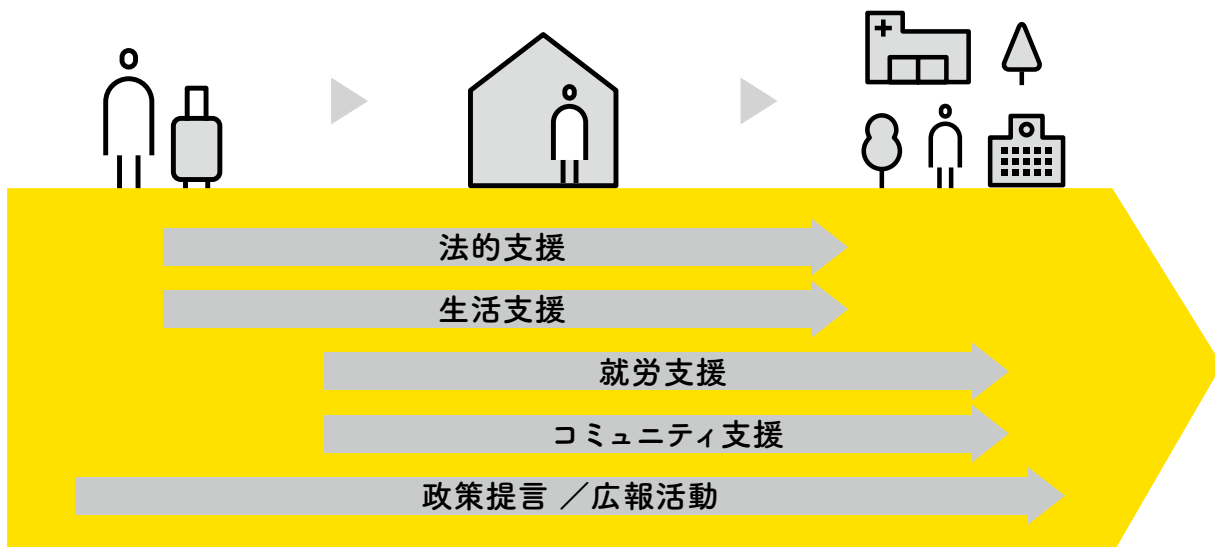 法的支援
生活支援
就労支援
コミュニティ支援
政策提言 ／広報活動